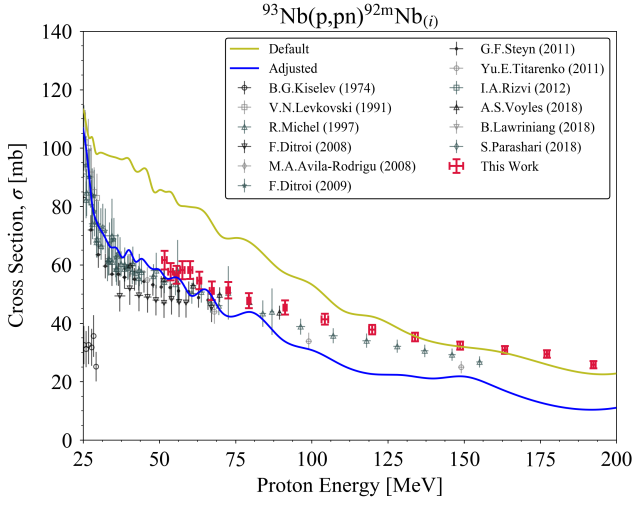 ⁹³Nb(p,pn)⁹²ᵐNb₍ᵢ₎
Default
Adjusted
B.G.Kiselev (1974)
V.N.Levkovski (1991)
R.Michel (1997)
F.Ditroi (2008)
M.A.Avila-Rodrigu (2008)
F.Ditroi (2009)
G.F.Steyn (2011)
Yu.E.Titarenko (2011)
I.A.Rizvi (2012)
A.S.Voyles (2018)
B.Lawriniang (2018)
S.Parashari (2018)
This Work
Cross Section, σ [mb]
140
120
100
80
60
40
20
0
25 50 75 100 125 150 175 200
Proton Energy [MeV]